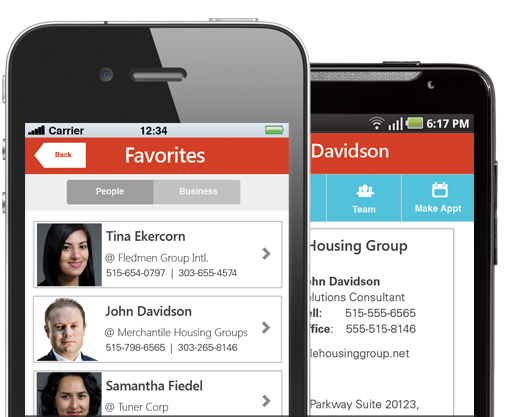 Carrier 12:34
Back
Favorites
People Business
Tina Ekercorn
@ Fledmen Group Intl.
515-654-0797 | 303-655-4574
John Davidson
@ Merchantile Housing Groups
515-798-6565 | 303-265-8146
Samantha Fiedel
@ Tuner Corp
6:17 PM
Davidson
Team
Make Appt
Housing Group
hn Davidson
lutions Consultant
ell: 515-555-6565
ffice: 555-515-8146
lehousinggroup.net
Parkway Suite 20123,